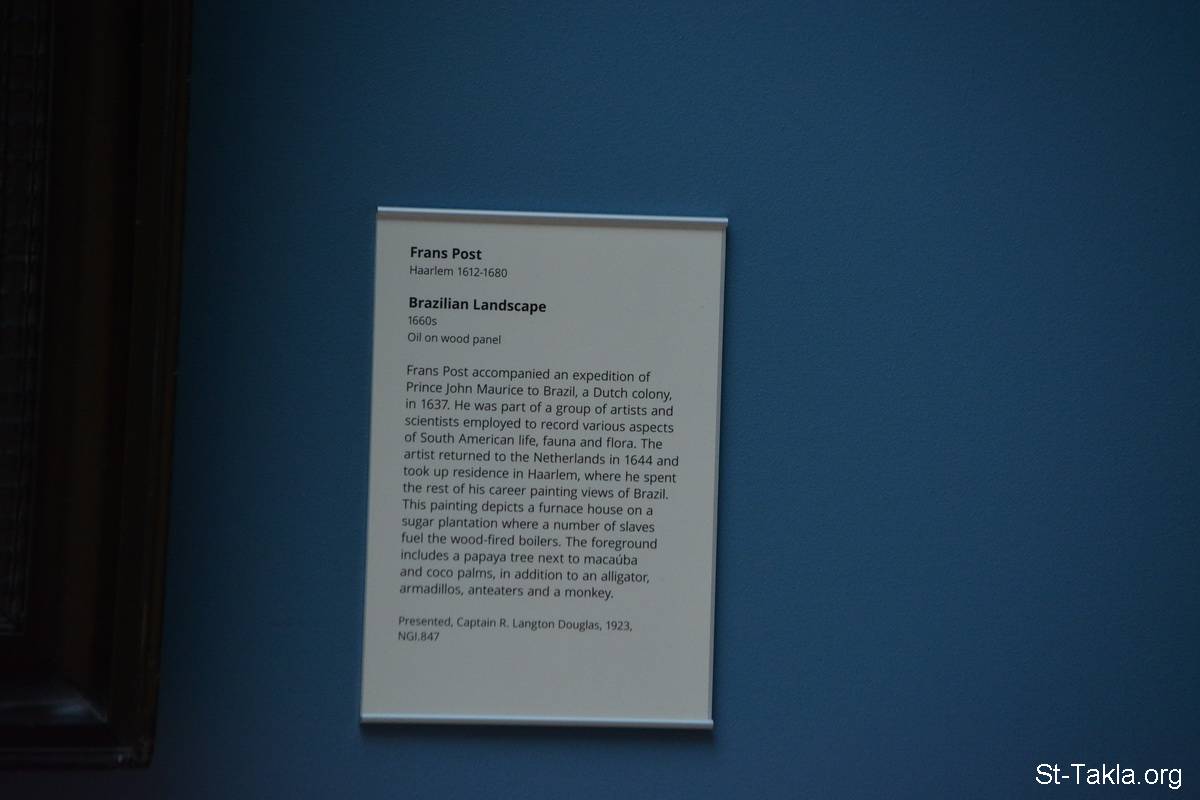 Frans Post
Haarlem 1612-1680
Brazilian Landscape
1660s
Oil on wood panel
Frans Post accompanied an expedition of
Prince John Maurice to Brazil, a Dutch colony,
in 1637. He was part of a group of artists and
scientists employed to record various aspects
of South American life, fauna and flora. The
artist returned to the Netherlands in 1644 and
took up residence in Haarlem, where he spent
the rest of his career painting views of Brazil.
This painting depicts a furnace house on a
sugar plantation where a number of slaves
fuel the wood-fired boilers. The foreground
includes a papaya tree next to macaúba
and coco palms, in addition to an alligator,
armadillos, anteaters and a monkey.
Presented, Captain R. Langton Douglas, 1923,
NGI.847
St-Takla.org